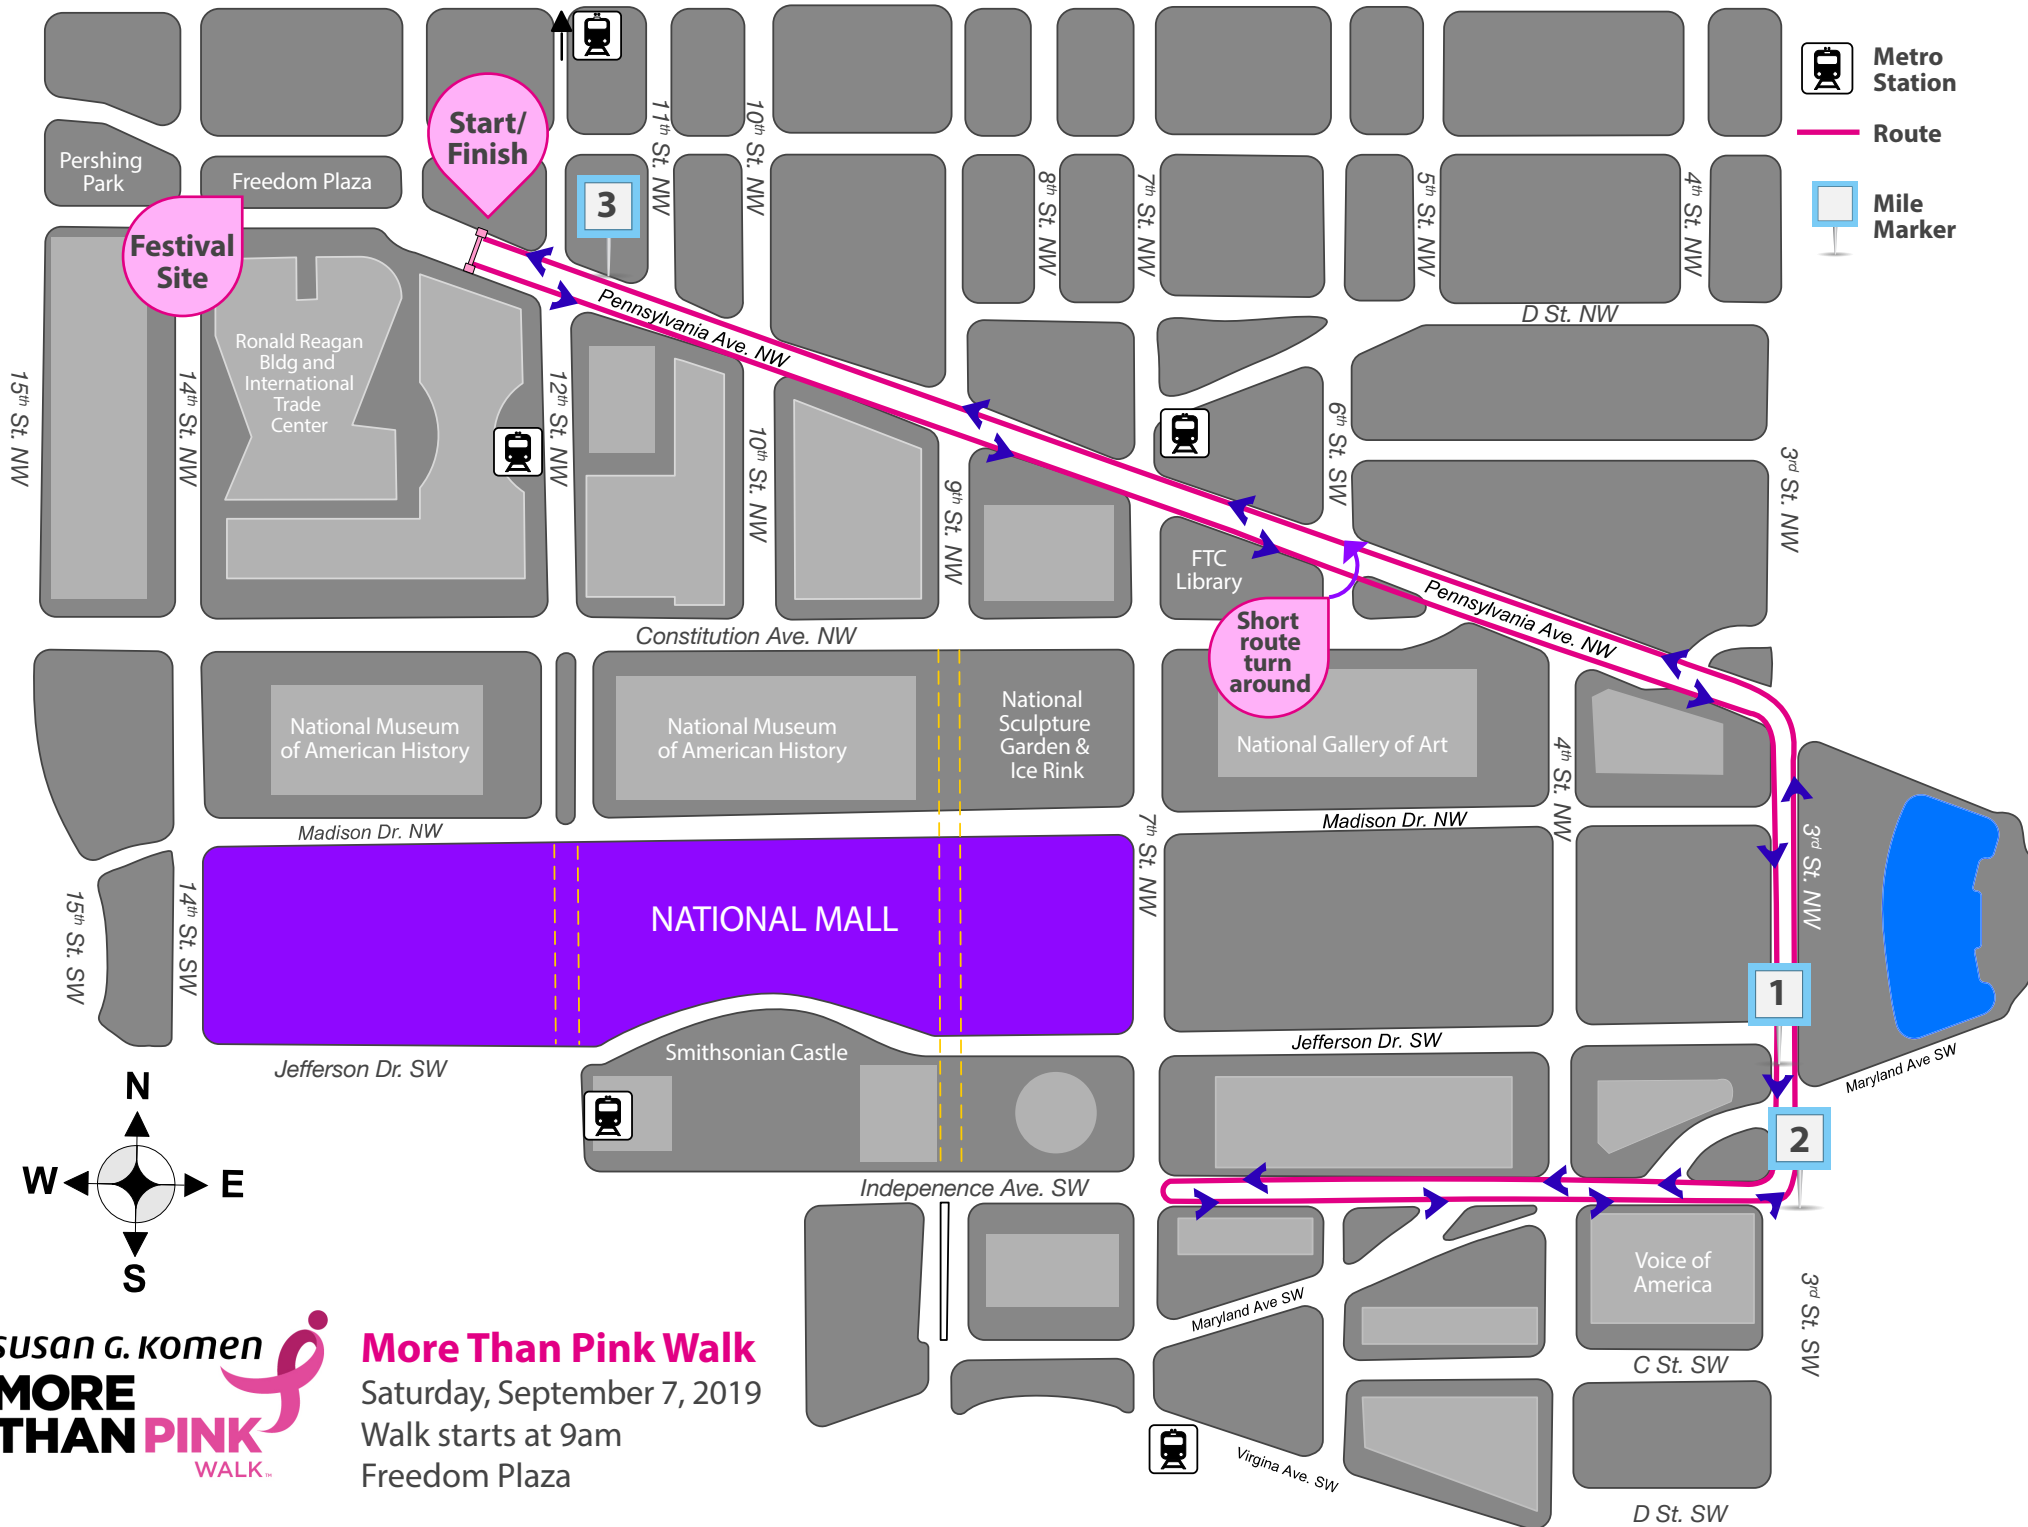 Metro
Station
Route
Mile
Marker
Start/
Finish
Pershing
Park
Freedom Plaza
3
11th St. NW
10th St. NW
8th St. NW
7th St. NW
5th St. NW
4th St. NW
Festival
Site
D St. NW
Pennsylvania Ave. NW
Ronald Reagan
Bldg and
International
Trade
Center
15th St. NW
14th St. NW
12th St. NW
10th St. NW
9th St. NW
6th St. SW
3rd St. NW
FTC
Library
Short
route
turn
around
Pennsylvania Ave. NW
Constitution Ave. NW
National Museum
of American History
National Museum
of American History
National
Sculpture
Garden &
Ice Rink
National Gallery of Art
4th St. NW
Madison Dr. NW
Madison Dr. NW
7th St. NW
3rd St. NW
15th St. SW
14th St. SW
NATIONAL MALL
1
Jefferson Dr. SW
Jefferson Dr. SW
Smithsonian Castle
Maryland Ave SW
2
N
W
E
S
Indepenence Ave. SW
Voice of
America
Maryland Ave SW
3rd St. SW
C St. SW
Virgina Ave. SW
D St. SW
susan G. komen
MORE
THAN PINK
WALK™
More Than Pink Walk
Saturday, September 7, 2019
Walk starts at 9am
Freedom Plaza